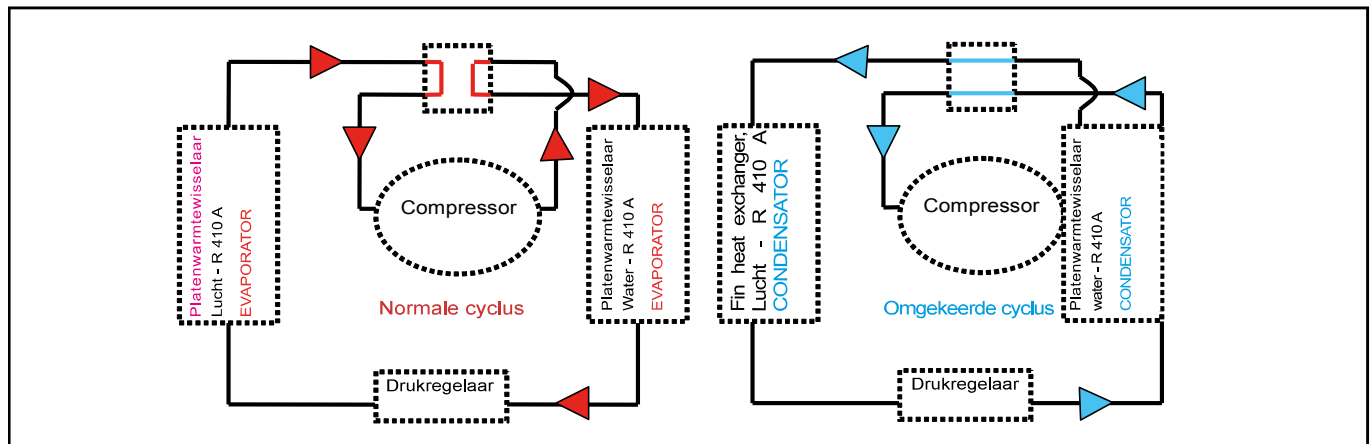 Platenwarmtewisselaar
Lucht - R 410 A
EVAPORATOR
Compressor
Normale cyclus
Platenwarmtewisselaar
Water - R 410 A
EVAPORATOR
Drukregelaar
Fin heat exchanger,
Lucht - R 410 A
CONDENSATOR
Compressor
Omgekeerde cyclus
Platenwarmtewisselaar
water - R 410 A
CONDENSATOR
Drukregelaar